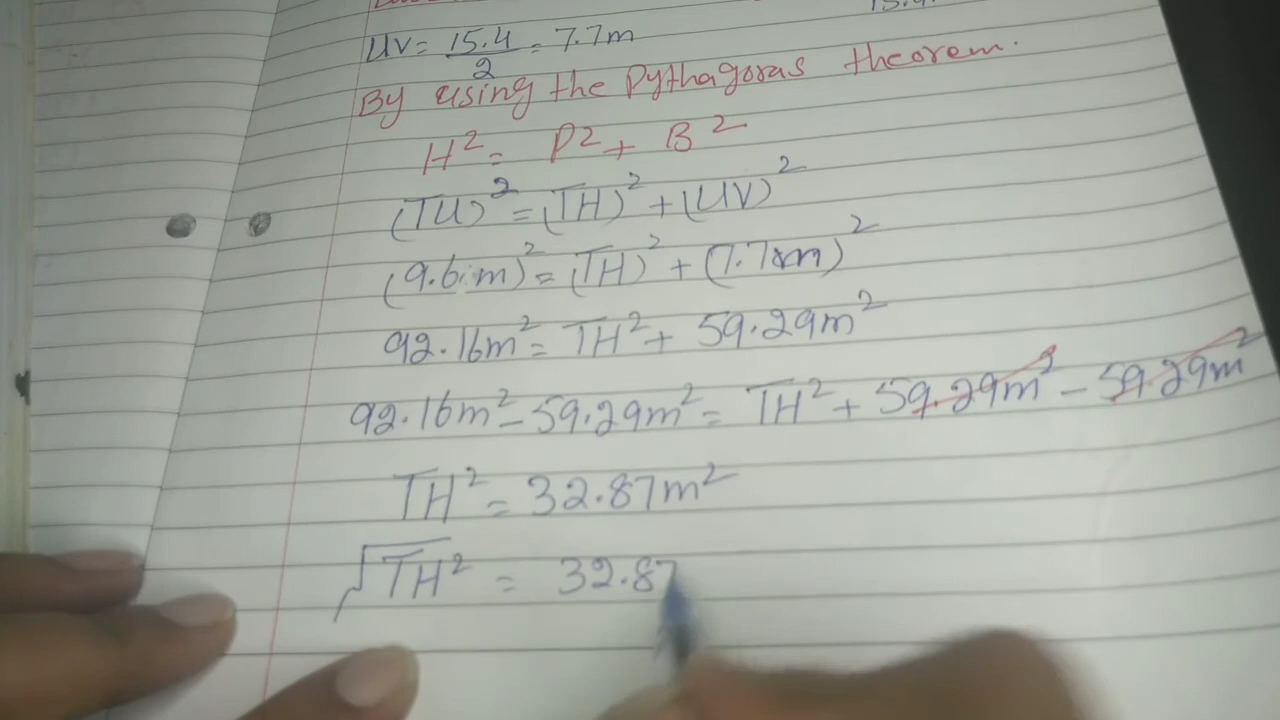 UV = 15.4/2 = 7.7m
By using the Pythagoras theorem.
H² = P² + B²
(TU)² = (TH)² + (UV)²
(9.6m)² = (TH)² + (7.7m)²
92.16m² = TH² + 59.29m²
92.16m² - 59.29m² = TH² + 59.29m² - 59.29m²
TH² = 32.87m²
√TH² = 32.87